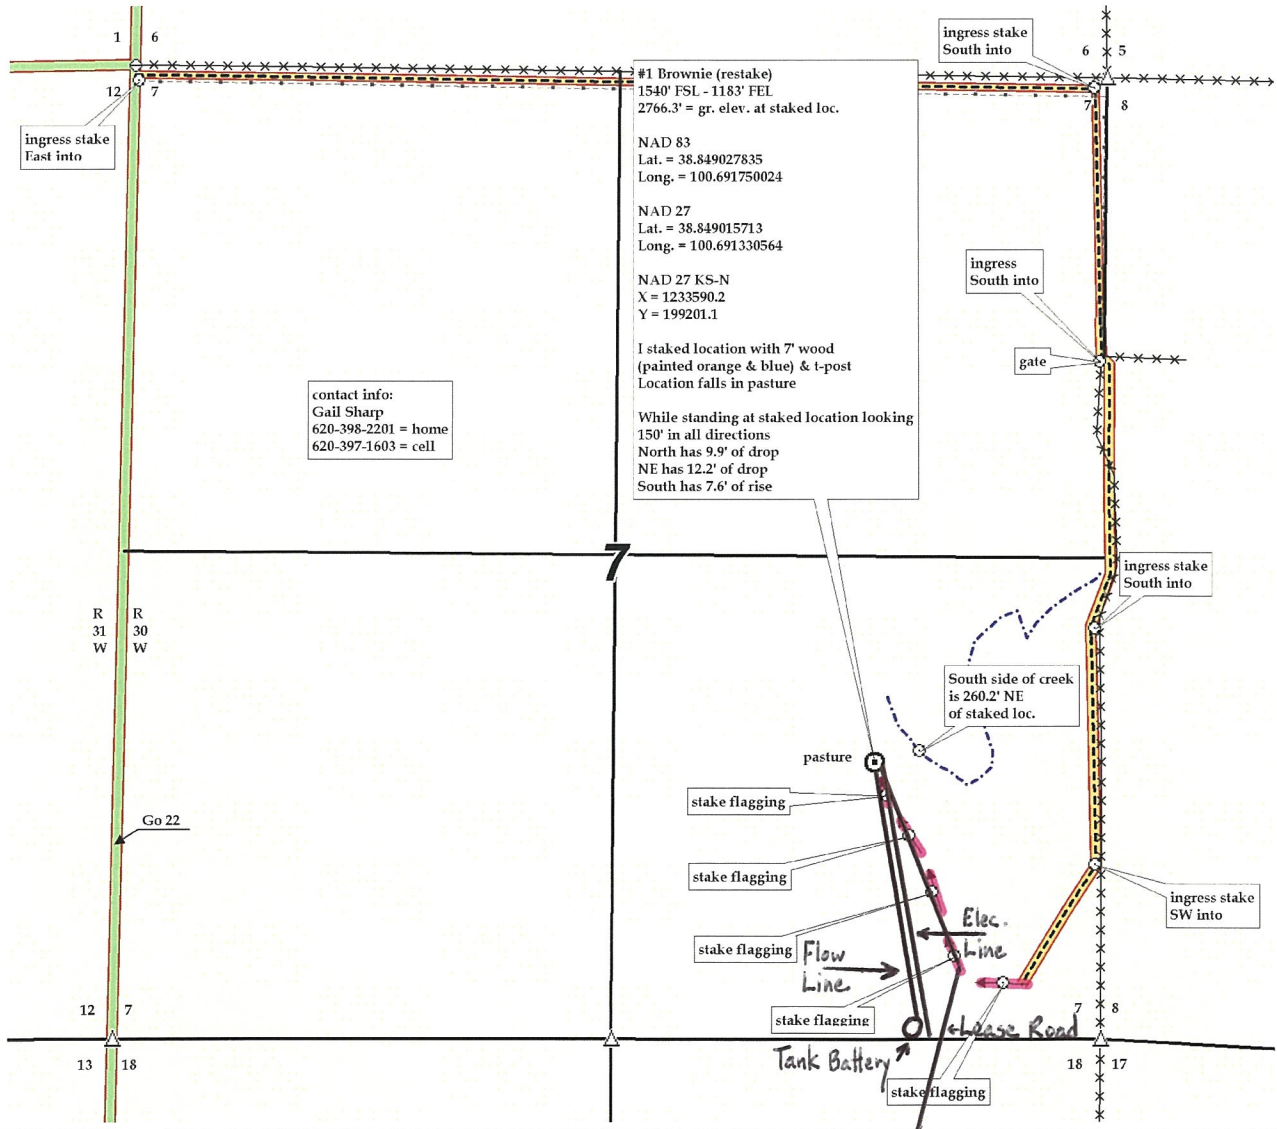 1
6
ingress stake
South into
6
5
12
7
7
8
ingress stake
East into
#1 Brownie (restake)
1540' FSL - 1183' FEL
2766.3' = gr. elev. at staked loc.
NAD 83
Lat. = 38.849027835
Long. = 100.691750024
NAD 27
Lat. = 38.849015713
Long. = 100.691330564
NAD 27 KS-N
X = 1233590.2
Y = 199201.1
I staked location with 7' wood
(painted orange & blue) & t-post
Location falls in pasture
While standing at staked location looking
150' in all directions
North has 9.9' of drop
NE has 12.2' of drop
South has 7.6' of rise
ingress
South into
gate
contact info:
Gail Sharp
620-398-2201 = home
620-397-1603 = cell
7
ingress stake
South into
R
31
W
R
30
W
South side of creek
is 260.2' NE
of staked loc.
pasture
stake flagging
Go 22
stake flagging
ingress stake
SW into
stake flagging
Elec.
Line
Flow
Line
stake flagging
12
7
7
8
Lease Road
Tank Battery
13
18
18
17
stake flagging